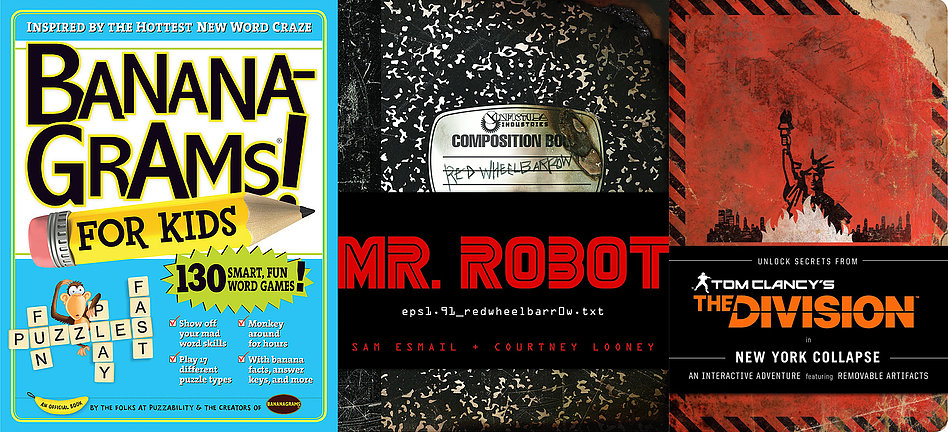 INSPIRED BY THE HOTTEST NEW WORD CRAZE
BANANA-
GRAMS!
FOR KIDS
130 SMART, FUN
WORD GAMES!
FUN
PUZZLES
PLAY
FAST
Show off
your mad
word skills
Monkey
around
for hours
Play 17
different
puzzle types
With banana
facts, answer
keys, and more
AN OFFICIAL BOOK
BY THE FOLKS AT PUZZABILITY & THE CREATORS OF
BANANAGRAMS
INDUSTRIES
COMPOSITION BO
RED WHEELBARROW
MR. ROBOT
eps1.91_redwheelbarr0w.txt
SAM ESMAIL + COURTNEY LOONEY
UNLOCK SECRETS FROM
TOM CLANCY'S
THE DIVISION™
in
NEW YORK COLLAPSE
AN INTERACTIVE ADVENTURE featuring REMOVABLE ARTIFACTS